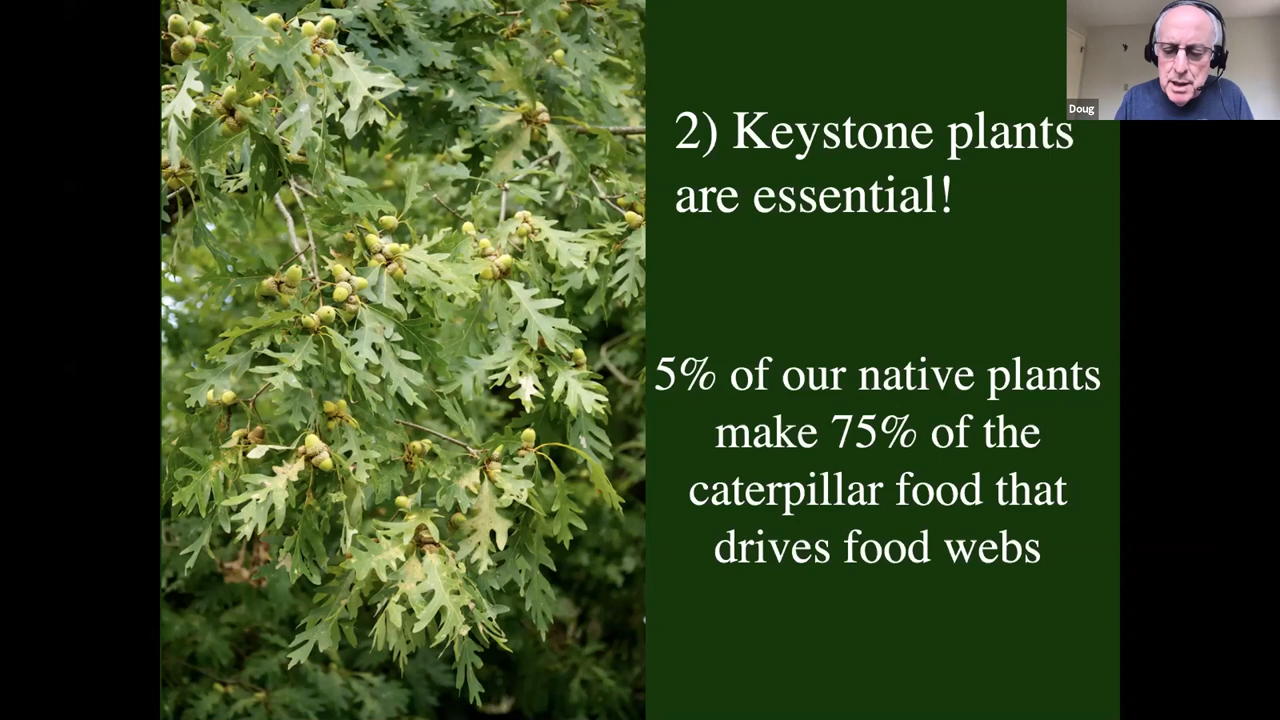 Doug
2) Keystone plants
are essential!
5% of our native plants
make 75% of the
caterpillar food that
drives food webs